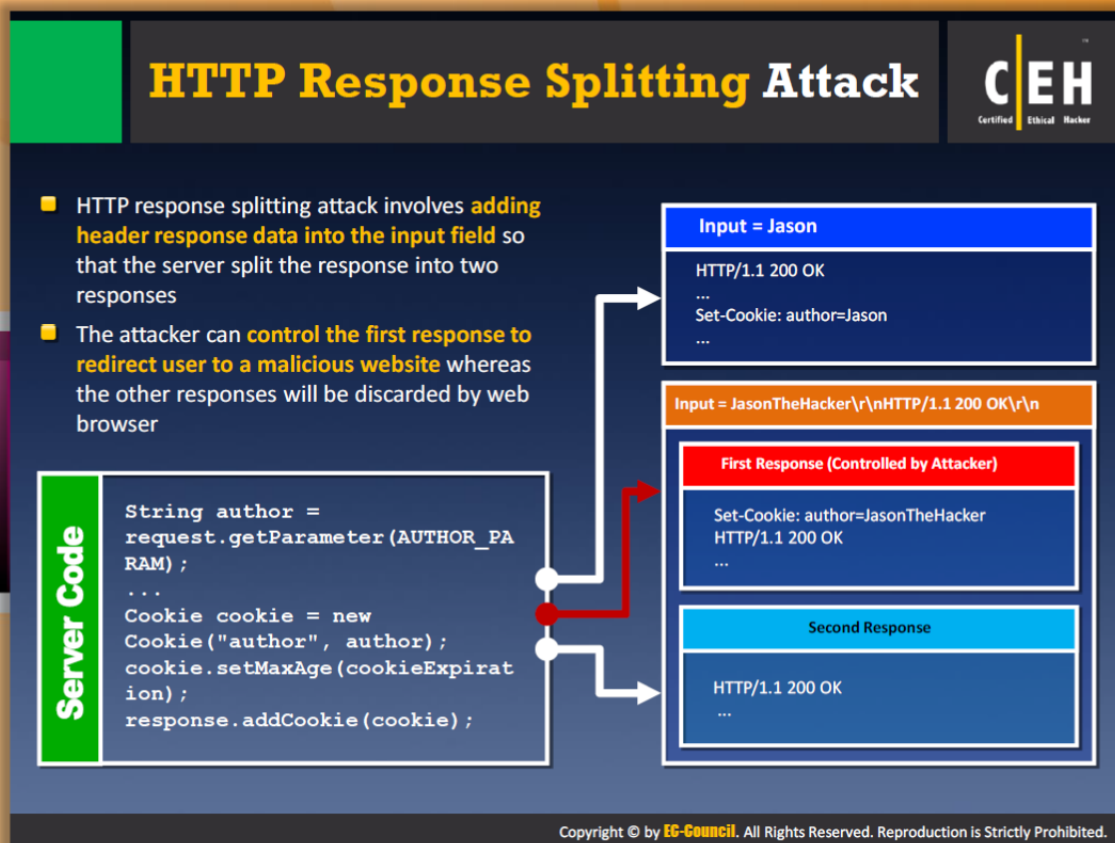 HTTP Response Splitting Attack
CEH
Certified Ethical Hacker
HTTP response splitting attack involves adding
header response data into the input field so
that the server split the response into two
responses
The attacker can control the first response to
redirect user to a malicious website whereas
the other responses will be discarded by web
browser
Server Code
String author =
request.getParameter(AUTHOR_PA
RAM);
...
Cookie cookie = new
Cookie("author", author);
cookie.setMaxAge(cookieExpirat
ion);
response.addCookie(cookie);
Input = Jason
HTTP/1.1 200 OK
...
Set-Cookie: author=Jason
...
Input = JasonTheHacker\r\nHTTP/1.1 200 OK\r\n
First Response (Controlled by Attacker)
Set-Cookie: author=JasonTheHacker
HTTP/1.1 200 OK
...
Second Response
HTTP/1.1 200 OK
...
Copyright © by EC-Council. All Rights Reserved. Reproduction is Strictly Prohibited.